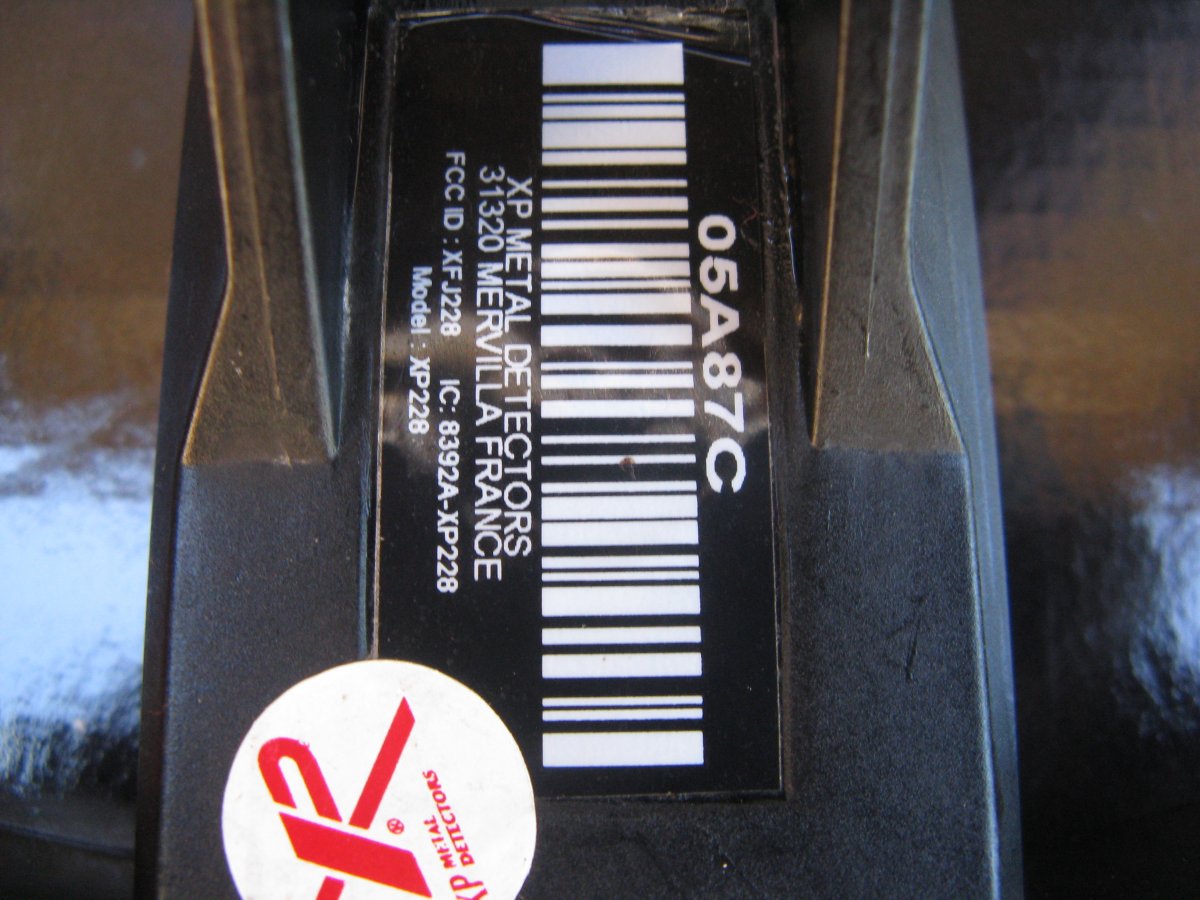 05A87C
XP METAL DETECTORS
31320 MERVILLA FRANCE
FCC ID : XFJ228 IC: 8392A-XP228
Model : XP228
XP METAL
DETECTORS